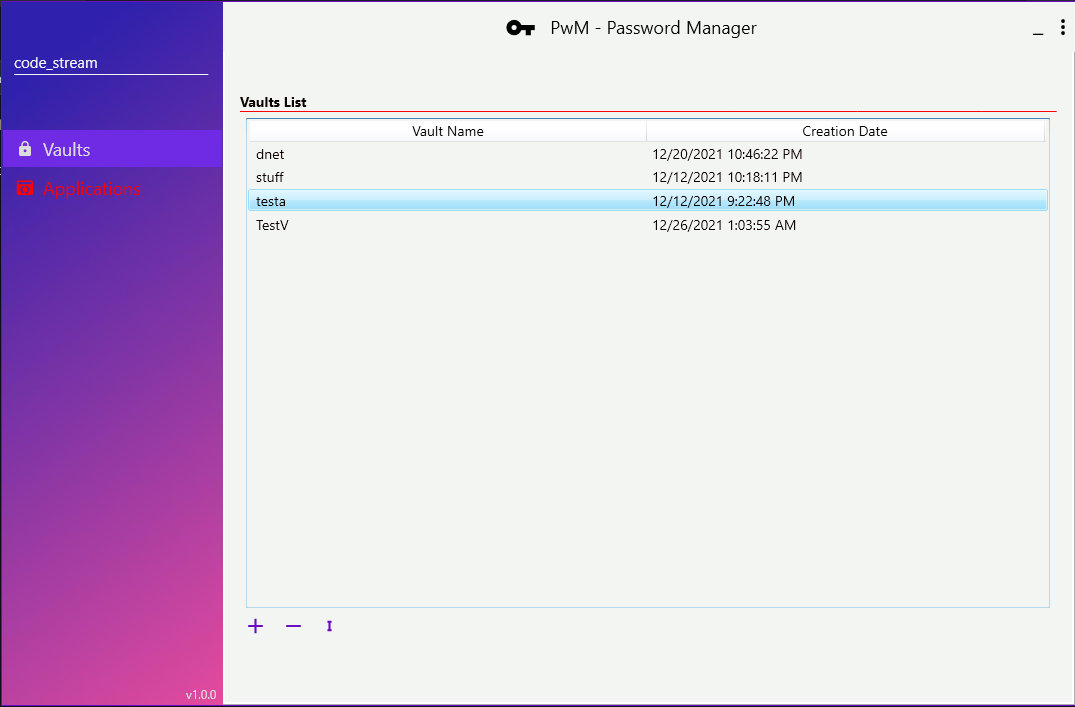 PwM - Password Manager
code_stream
Vaults
Applications
Vaults List
Vault Name Creation Date
dnet 12/20/2021 10:46:22 PM
stuff 12/12/2021 10:18:11 PM
testa 12/12/2021 9:22:48 PM
TestV 12/26/2021 1:03:55 AM
v1.0.0